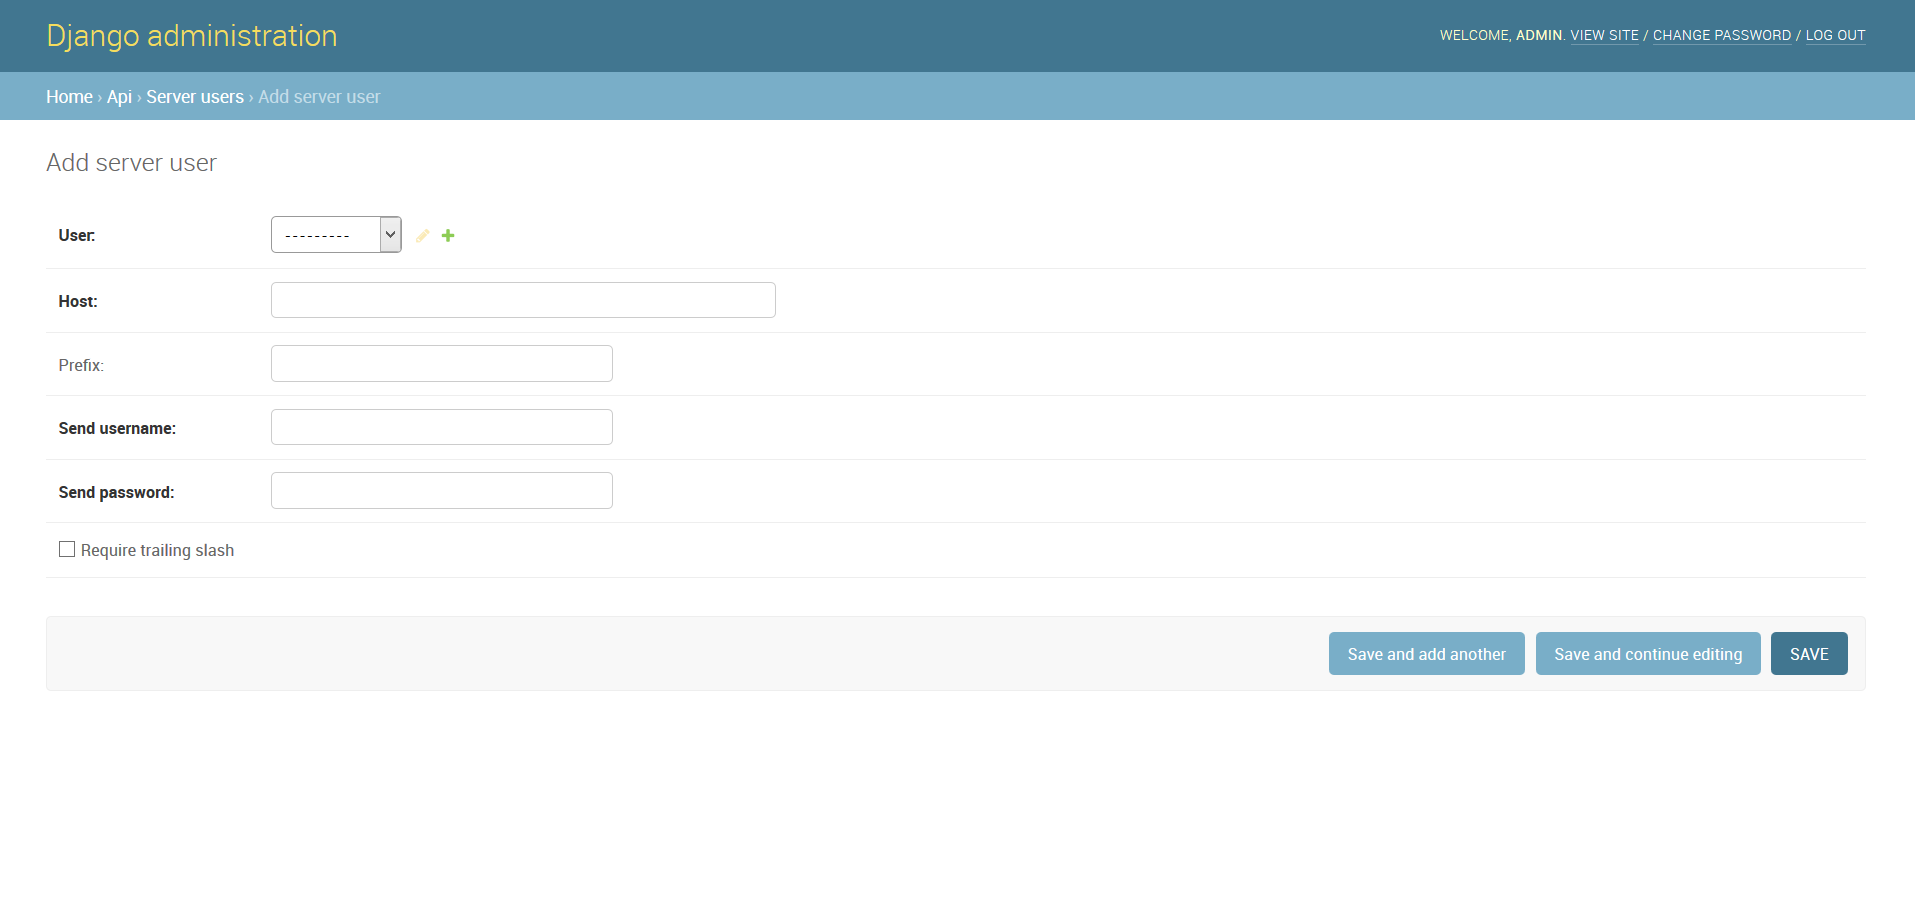 Django administration
WELCOME, ADMIN. VIEW SITE / CHANGE PASSWORD / LOG OUT
Home › Api › Server users › Add server user
Add server user
User: ---------
Host:
Prefix:
Send username:
Send password:
Require trailing slash
Save and add another Save and continue editing SAVE